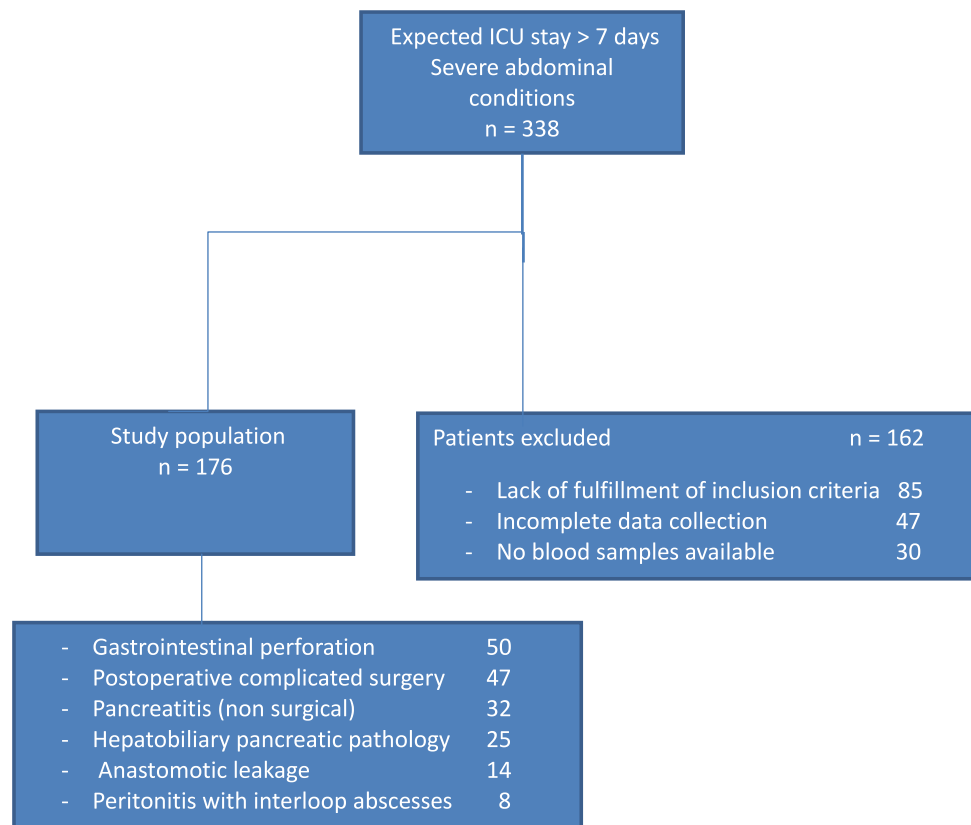 Expected ICU stay > 7 days
Severe abdominal
conditions
n = 338
Study population
n = 176
Patients excluded n = 162
- Lack of fulfillment of inclusion criteria 85
- Incomplete data collection 47
- No blood samples available 30
- Gastrointestinal perforation 50
- Postoperative complicated surgery 47
- Pancreatitis (non surgical) 32
- Hepatobiliary pancreatic pathology 25
- Anastomotic leakage 14
- Peritonitis with interloop abscesses 8